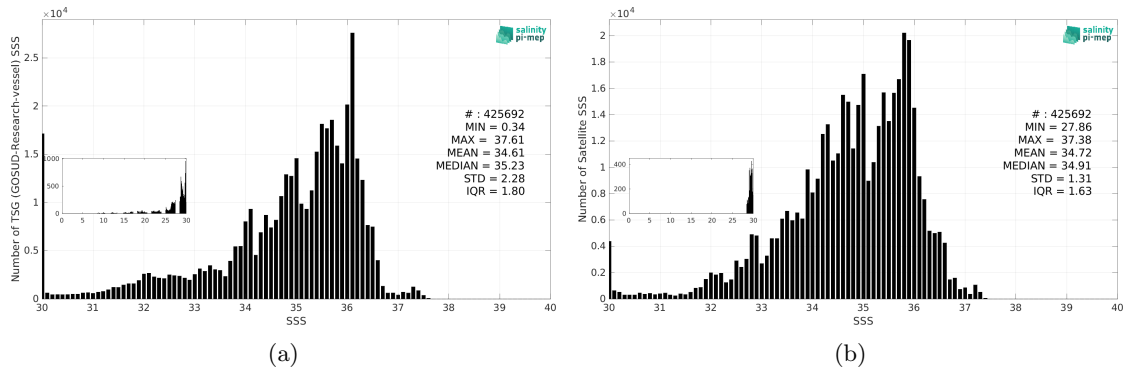 ×10⁴
salinity
pi-mep
Number of TSG (GOSUD-Research-vessel) SSS
# : 425692
MIN = 0.34
MAX = 37.61
MEAN = 34.61
MEDIAN = 35.23
STD = 2.28
IQR = 1.80
2.5
2
1.5
1
0.5
0
1000
500
0
0 5 10 15 20 25 30
30 31 32 33 34 35 36 37 38 39 40
SSS
(a)
×10⁴
salinity
pi-mep
Number of Satellite SSS
# : 425692
MIN = 27.86
MAX = 37.38
MEAN = 34.72
MEDIAN = 34.91
STD = 1.31
IQR = 1.63
2
1.8
1.6
1.4
1.2
1
0.8
0.6
0.4
0.2
0
400
200
0
0 5 10 15 20 25 30
30 31 32 33 34 35 36 37 38 39 40
SSS
(b)